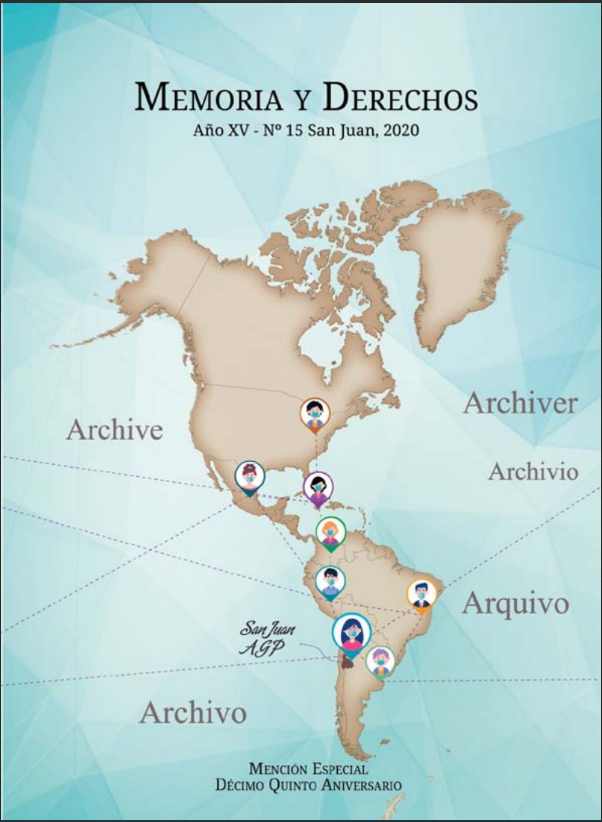 MEMORIA Y DERECHOS
Año XV - Nº 15 San Juan, 2020
Archiver
Archive
Archivio
Arquivo
San Juan
A.G.P
Archivo
MENCIÓN ESPECIAL
DÉCIMO QUINTO ANIVERSARIO